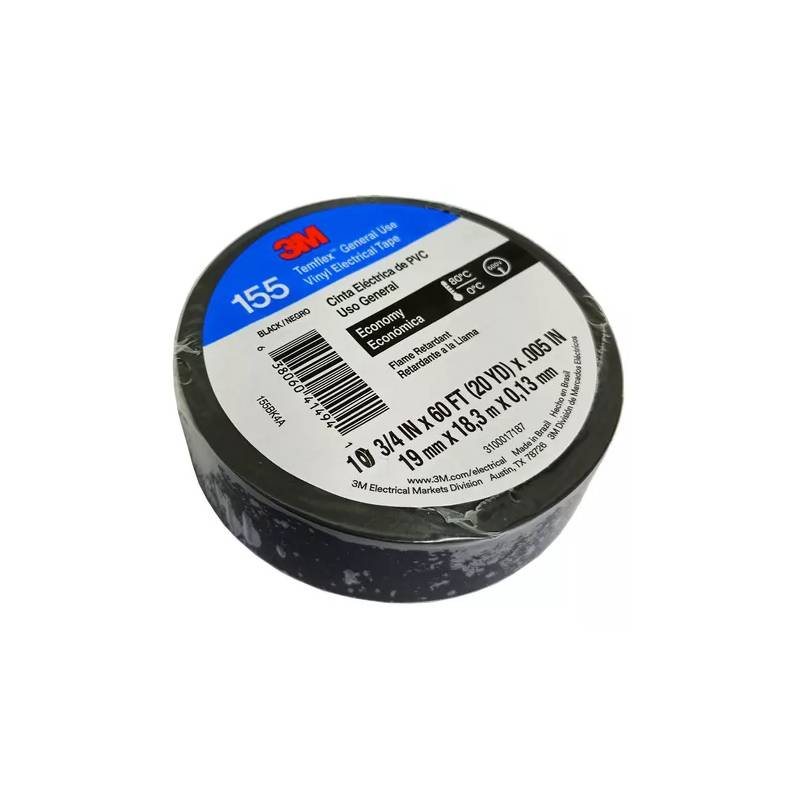 3M
155
Temflex™ General Use
Vinyl Electrical Tape
Cinta Eléctrica de PVC
Uso General
BLACK/NEGRO
Economy
Económica
80ºC
0ºC
600V
Flame Retardant
Retardante a la Llama
6 38060 41494 1
155BK4A
10 3/4 IN x 60 FT (20 YD) x .005 IN
19 mm x 18,3 m x 0,13 mm
3100017187
Made in Brazil Hecho en Brasil
www.3M.com/electrical
3M Electrical Markets Division
Austin, TX 78726
3M División de Mercados Eléctricos